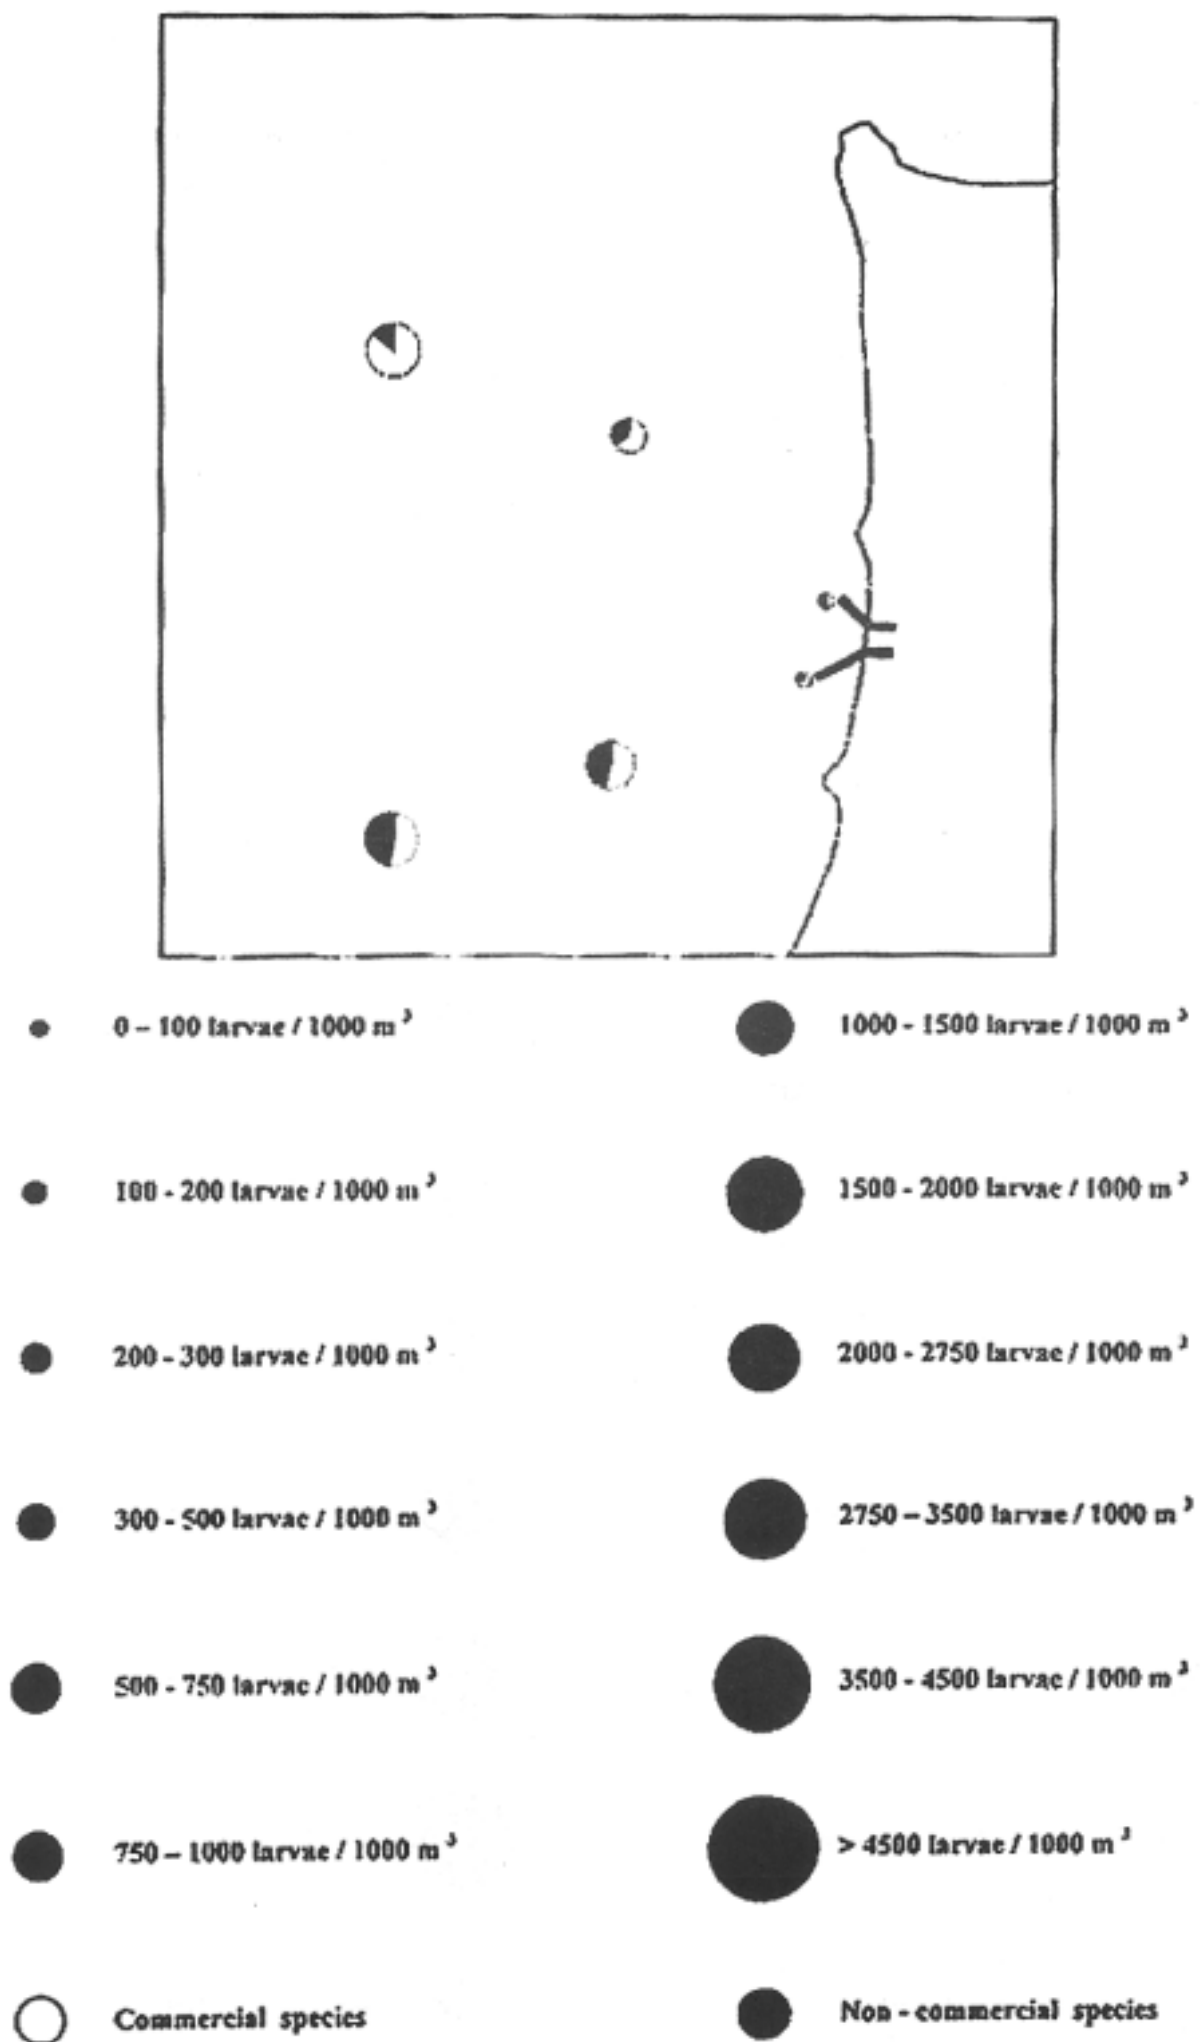 0 – 100 larvae / 1000 m³
1000 - 1500 larvae / 1000 m³
100 - 200 larvae / 1000 m³
1500 - 2000 larvae / 1000 m³
200 - 300 larvae / 1000 m³
2000 - 2750 larvae / 1000 m³
300 - 500 larvae / 1000 m³
2750 – 3500 larvae / 1000 m³
500 - 750 larvae / 1000 m³
3500 - 4500 larvae / 1000 m³
750 – 1000 larvae / 1000 m³
> 4500 larvae / 1000 m³
Commercial species
Non - commercial species